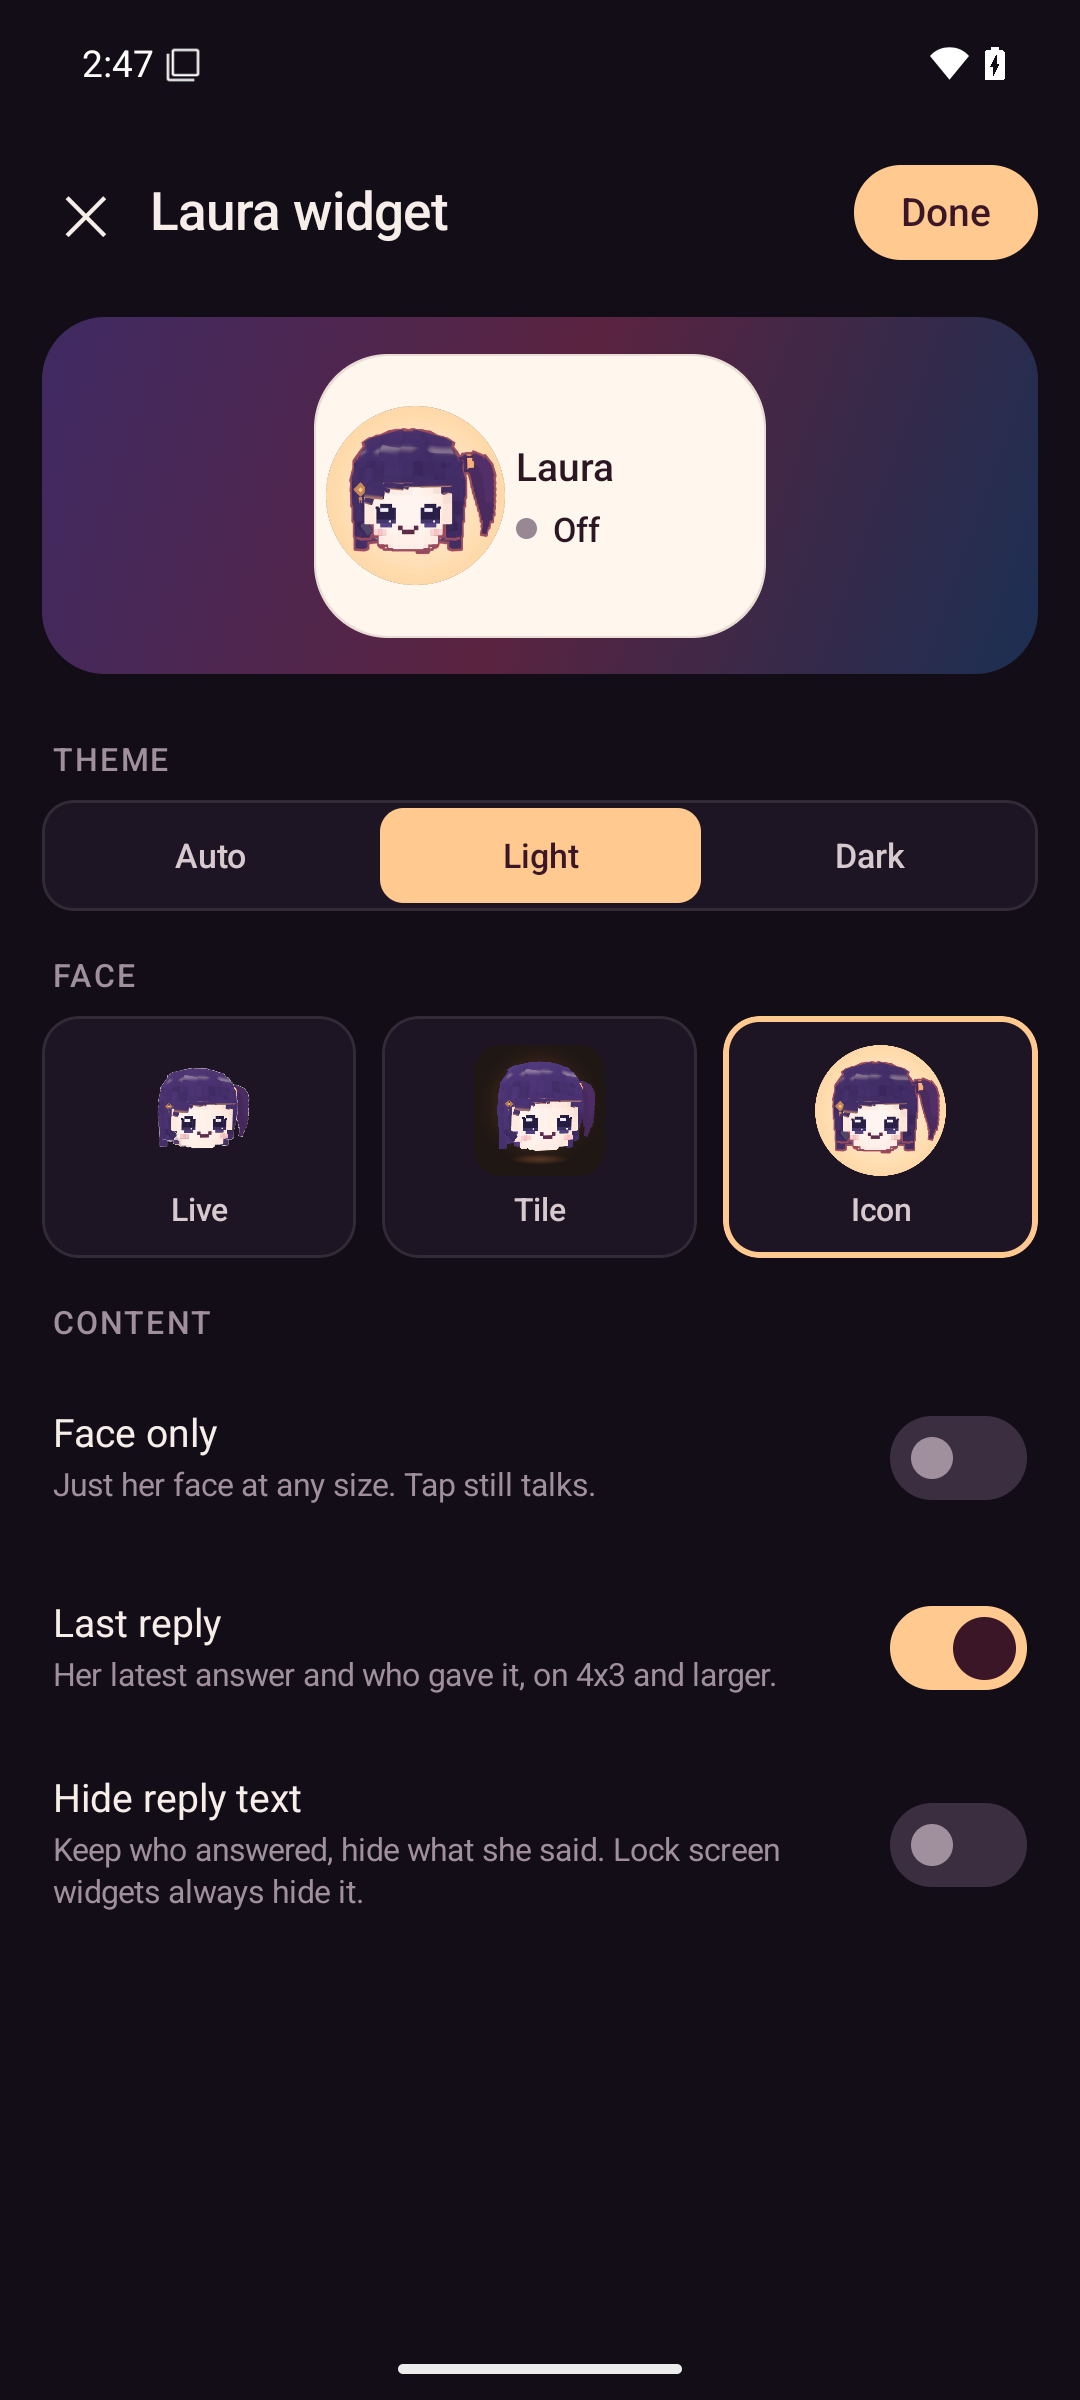 2:47
Laura widget
Done
Laura
Off
THEME
Auto
Light
Dark
FACE
Live
Tile
Icon
CONTENT
Face only
Just her face at any size. Tap still talks.
Last reply
Her latest answer and who gave it, on 4x3 and larger.
Hide reply text
Keep who answered, hide what she said. Lock screen
widgets always hide it.